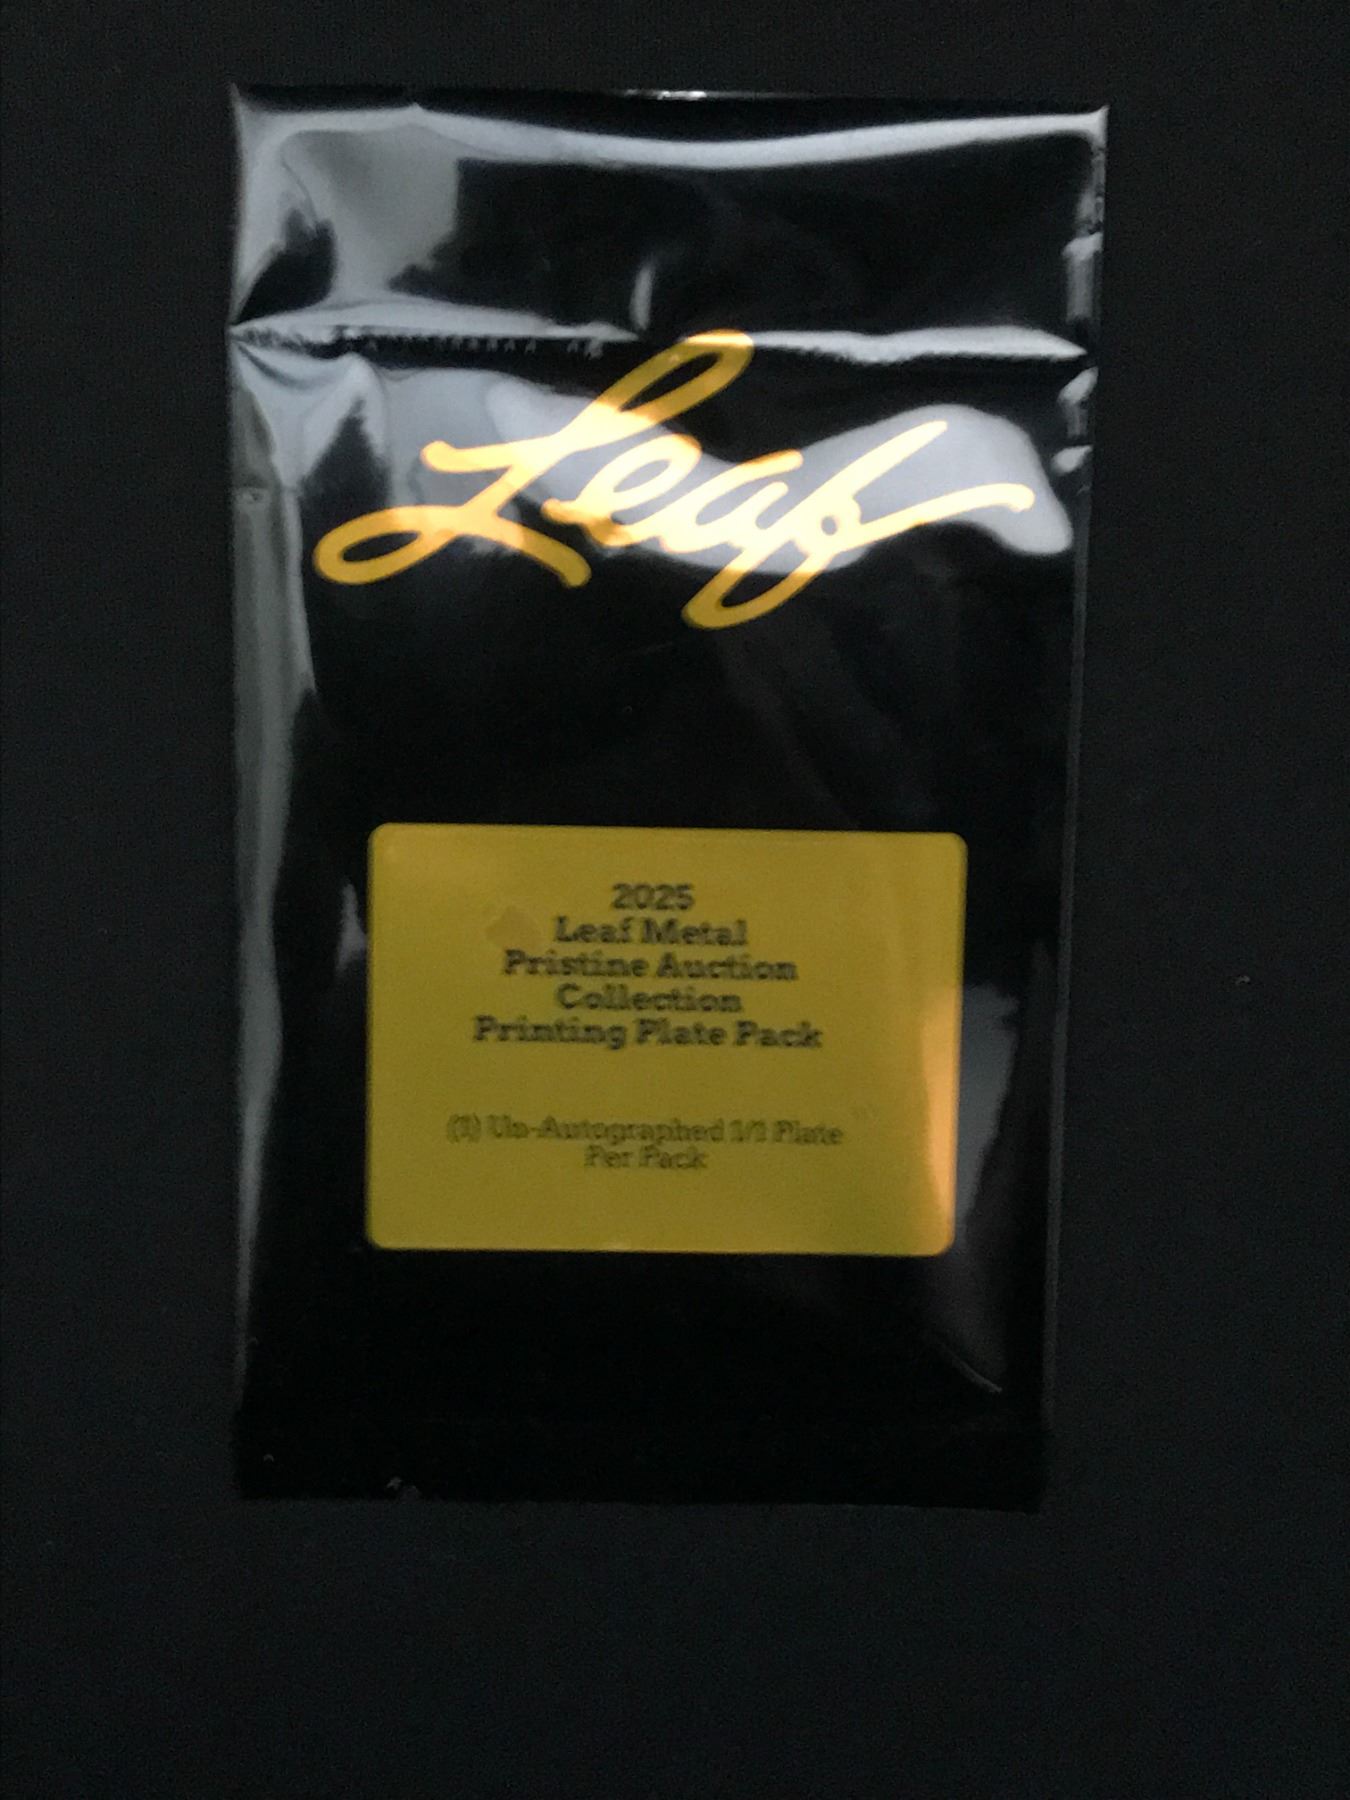 Leaf
2025
Leaf Metal
Pristine Auction
Collection
Printing Plate Pack
(1) Un-Autographed 1/1 Plate
Per Pack